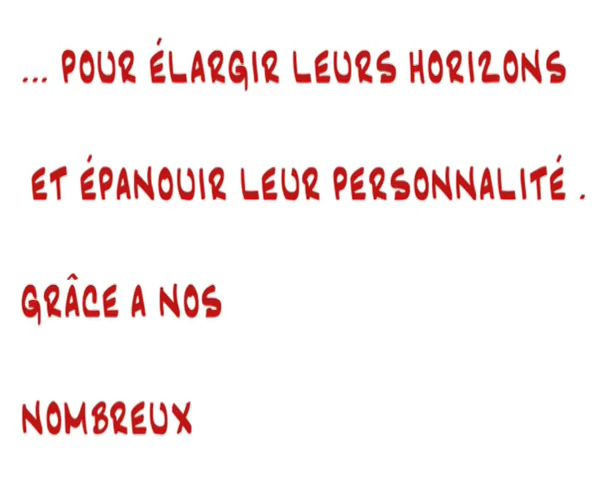 ... POUR ÉLARGIR LEURS HORIZONS
ET ÉPANOUIR LEUR PERSONNALITÉ .
GRÂCE A NOS
NOMBREUX